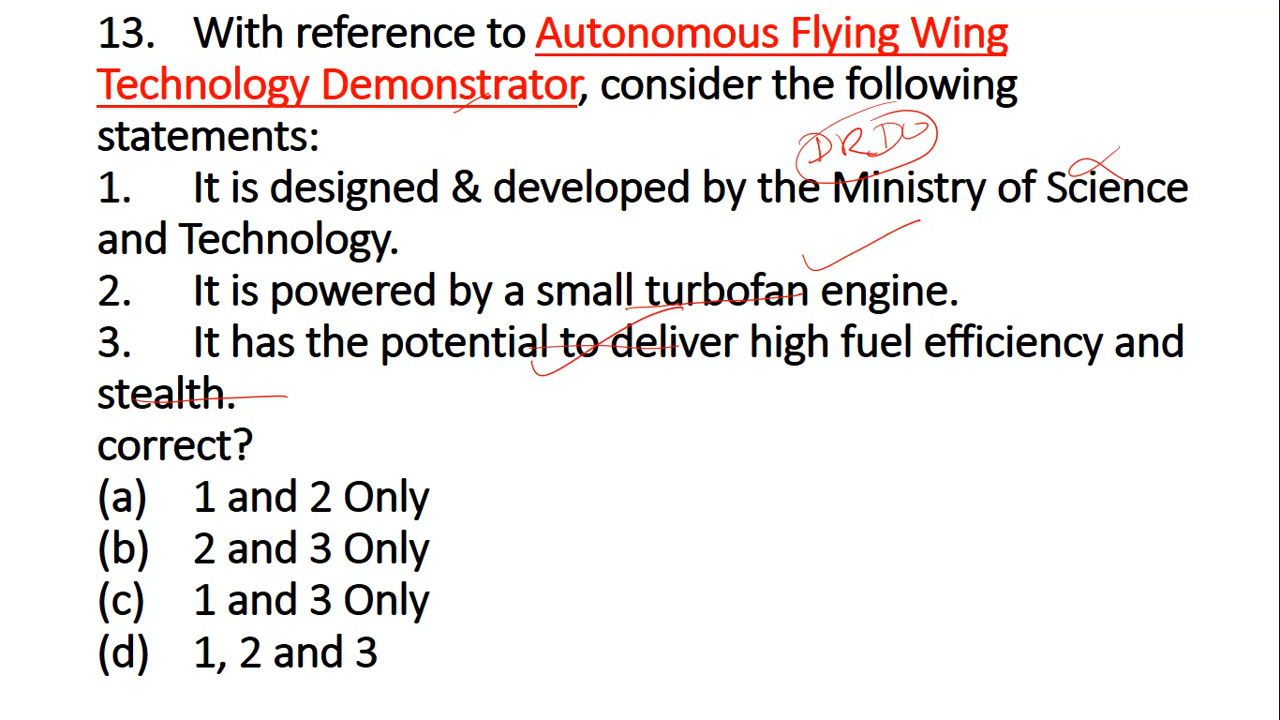 13. With reference to Autonomous Flying Wing
Technology Demonstrator, consider the following
statements:
DRDO
1. It is designed & developed by the Ministry of Science
and Technology.
2. It is powered by a small turbofan engine.
3. It has the potential to deliver high fuel efficiency and
stealth.
correct?
(a) 1 and 2 Only
(b) 2 and 3 Only
(c) 1 and 3 Only
(d) 1, 2 and 3